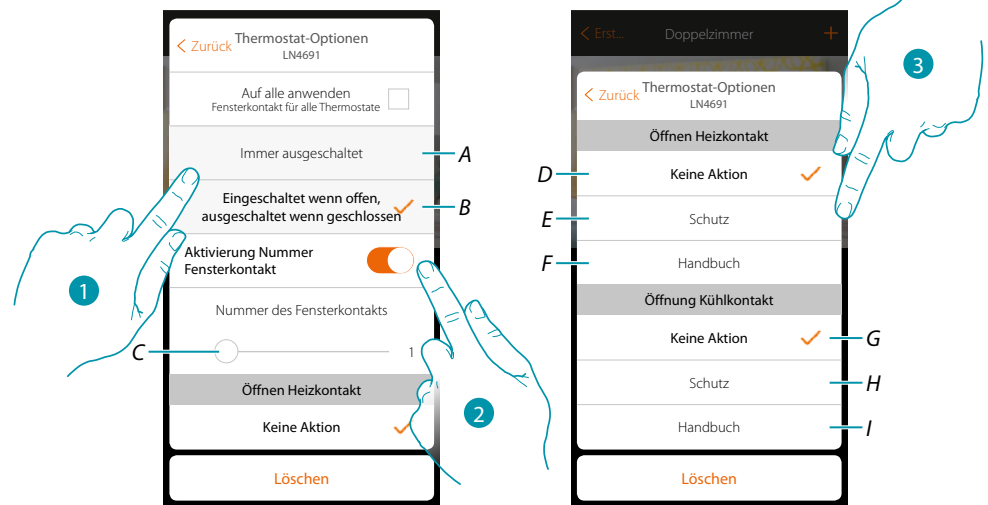 < Zurück Thermostat-Optionen
LN4691
Auf alle anwenden
Fensterkontakt für alle Thermostate
Immer ausgeschaltet
A
Eingeschaltet wenn offen,
ausgeschaltet wenn geschlossen
B
Aktivierung Nummer
Fensterkontakt
Nummer des Fensterkontakts
C
1
Öffnen Heizkontakt
Keine Aktion
Löschen
1
2
< Erst... Doppelzimmer +
< Zurück Thermostat-Optionen
LN4691
Öffnen Heizkontakt
D
Keine Aktion
E
Schutz
F
Handbuch
Öffnung Kühlkontakt
Keine Aktion
G
Schutz
H
Handbuch
I
Löschen
3